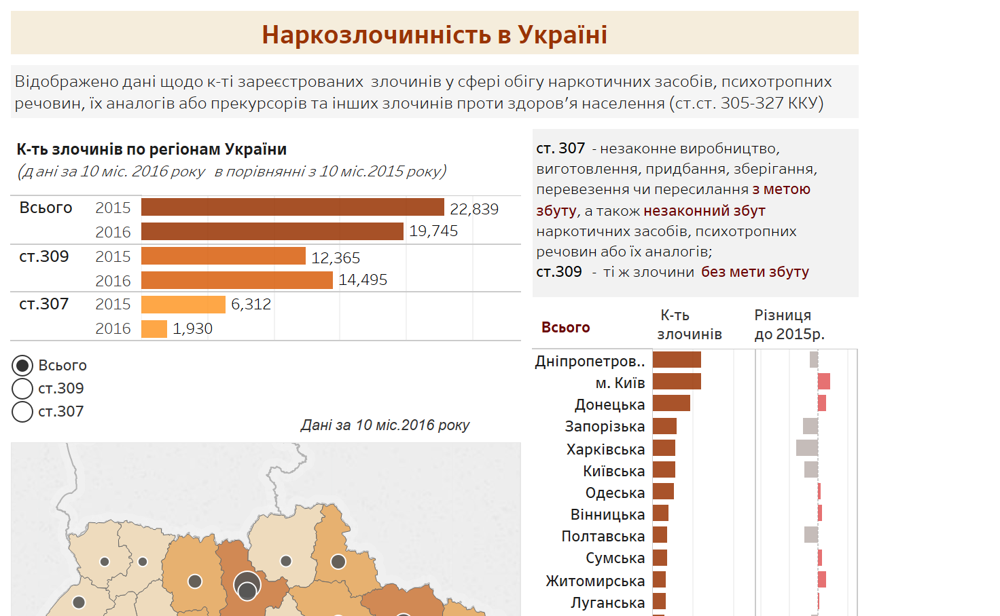 Наркозлочинність в Україні
Відображено дані щодо к-ті зареєстрованих злочинів у сфері обігу наркотичних засобів, психотропних
речовин, їх аналогів або прекурсорів та інших злочинів проти здоров’я населення (ст.ст. 305-327 ККУ)
К-ть злочинів по регіонам України
(дані за 10 міс. 2016 року в порівнянні з 10 міс.2015 року)
Всього 2015 22,839
2016 19,745
ст.309 2015 12,365
2016 14,495
ст.307 2015 6,312
2016 1,930
Всього
ст.309
ст.307
Дані за 10 міс.2016 року
ст. 307 - незаконне виробництво,
виготовлення, придбання, зберігання,
перевезення чи пересилання з метою
збуту, а також незаконний збут
наркотичних засобів, психотропних
речовин або їх аналогів;
ст.309 - ті ж злочини без мети збуту
Всього
К-ть
злочинів
Різниця
до 2015р.
Дніпропетров..
м. Київ
Донецька
Запорізька
Харківська
Київська
Одеська
Вінницька
Полтавська
Сумська
Житомирська
Луганська